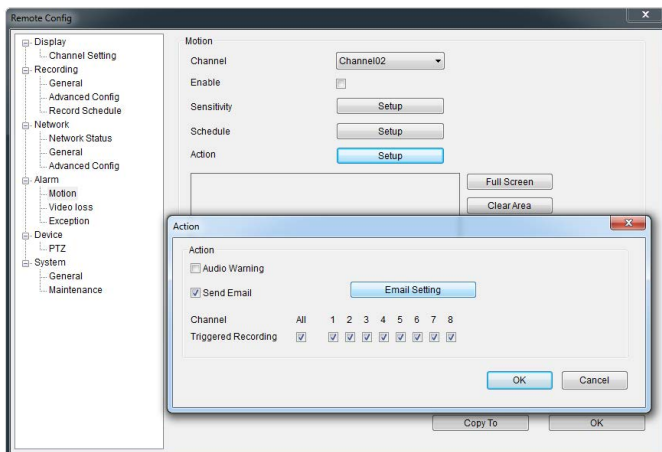 Remote Config
x
Display
Channel Setting
Recording
General
Advanced Config
Record Schedule
Network
Network Status
General
Advanced Config
Alarm
Motion
Video loss
Exception
Device
PTZ
System
General
Maintenance
Motion
Channel Channel02
Enable
Sensitivity Setup
Schedule Setup
Action Setup
Full Screen
Clear Area
Action
x
Action
Audio Warning
Send Email Email Setting
Channel All 1 2 3 4 5 6 7 8
Triggered Recording
OK Cancel
Copy To OK